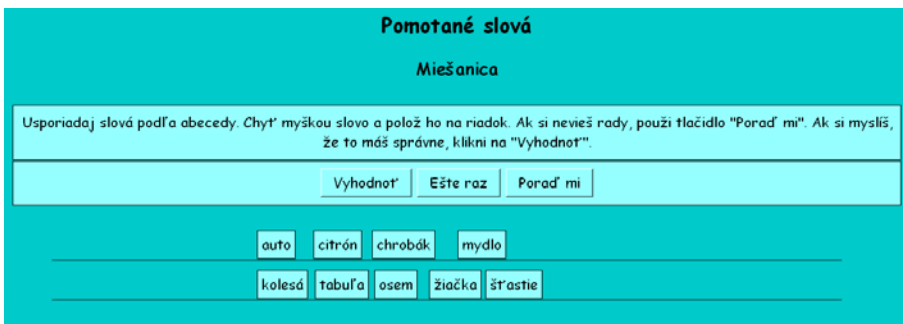 Pomotané slová
Miešanica
Usporiadaj slová podľa abecedy. Chyť myškou slovo a polož ho na riadok. Ak si nevieš rady, použi tlačidlo "Poraď mi". Ak si myslíš,
že to máš správne, klikni na "Vyhodnoť".
Vyhodnoť Ešte raz Poraď mi
auto citrón chrobák mydlo
kolesá tabuľa osem žiačka šťastie